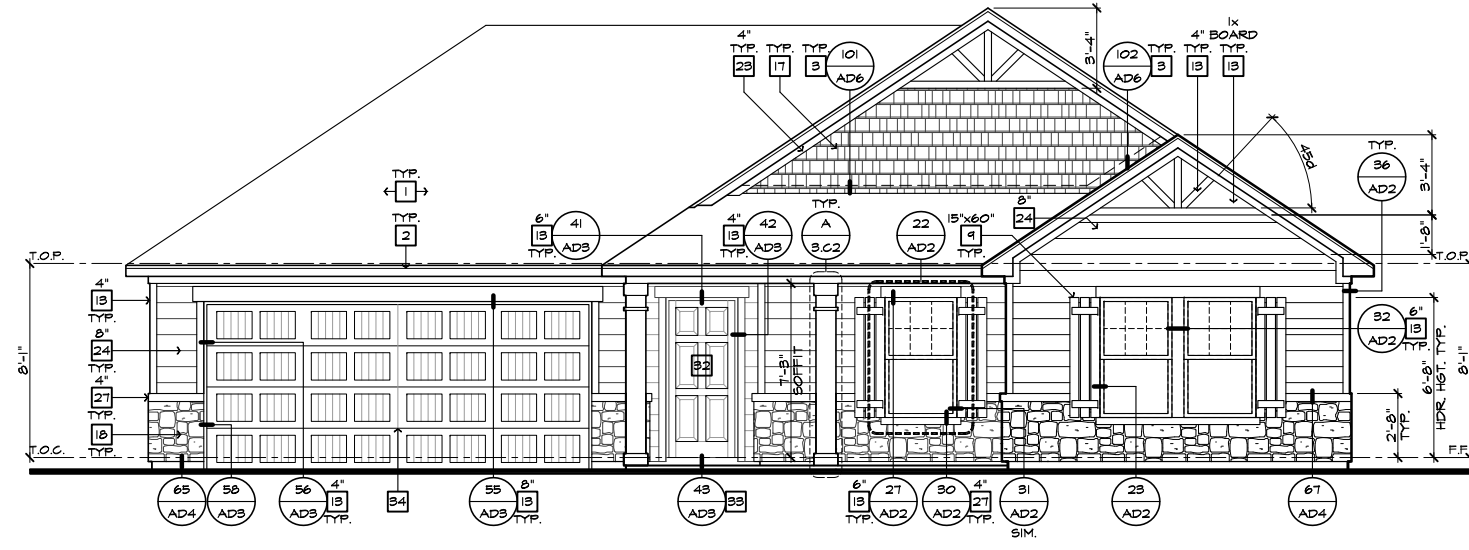 4" 1x
TYP. TYP. TYP. 101 102 TYP. 4" BOARD
23 17 3 AD6 AD6 3 TYP. TYP.
13 13
3'-4"
45d
TYP.
36
AD2
3'-4"
1'-8"
TYP.
1
TYP.
2
6" 41
13 AD3
TYP.
4" 42
13 AD3
TYP.
TYP.
A
3.C2
22
AD2
15"x60"
9
8"
24
T.O.P.
T.O.P.
4"
13
TYP.
8"
24
TYP.
4"
27
TYP.
18
TYP.
8'-1"
T.O.C.
32
7'-3"
SOFFIT
32 6"
AD2 13
TYP.
6'-8"
HDR. HGT. TYP.
8'-1"
2'-8"
TYP.
F.F.
65
AD4
58
AD3
56 4"
AD3 13
TYP.
34
55 8"
AD3 13
TYP.
43
AD3 33
6" 27
13 AD2
TYP.
30 4"
AD2 27
TYP.
31
AD2
SIM.
23
AD2
67
AD4